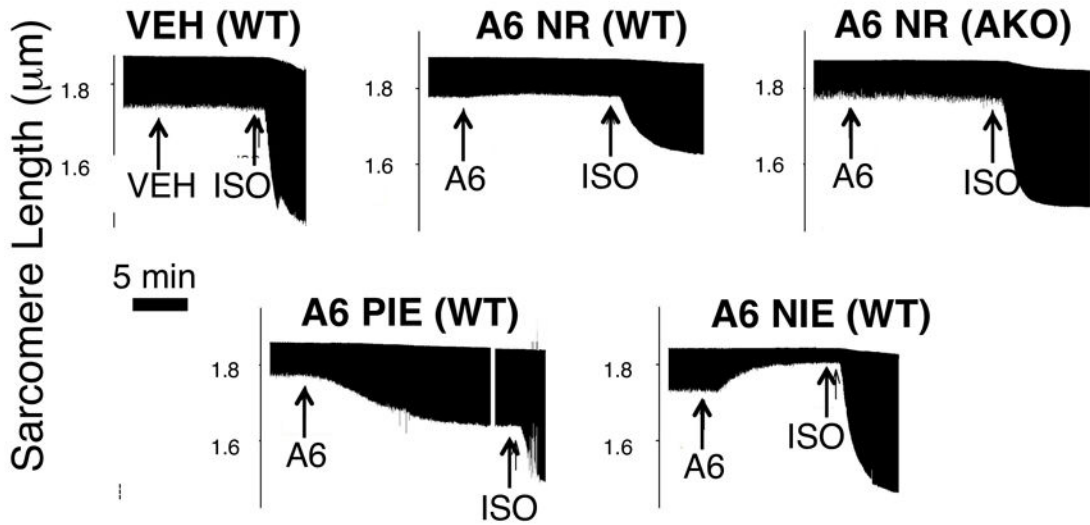 Sarcomere Length (μm)
VEH (WT)
1.8
1.6
VEH
ISO
A6 NR (WT)
1.8
1.6
A6
ISO
A6 NR (AKO)
1.8
1.6
A6
ISO
5 min
A6 PIE (WT)
1.8
1.6
A6
ISO
A6 NIE (WT)
1.8
1.6
A6
ISO